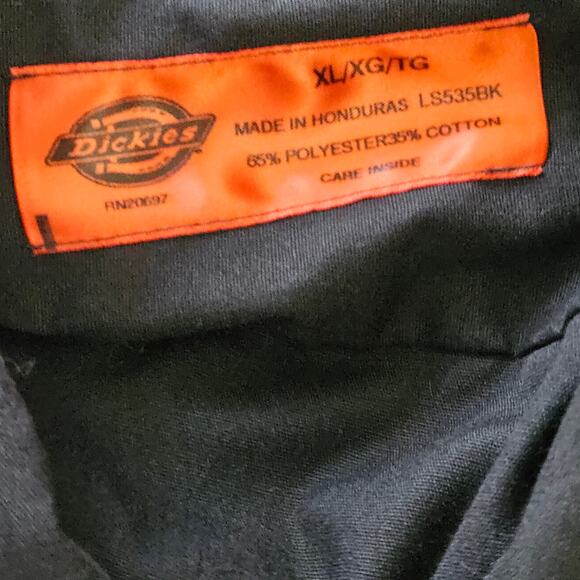 XL/XG/TG
Dickies
MADE IN HONDURAS LS535BK
65% POLYESTER35% COTTON
CARE INSIDE
RN20697